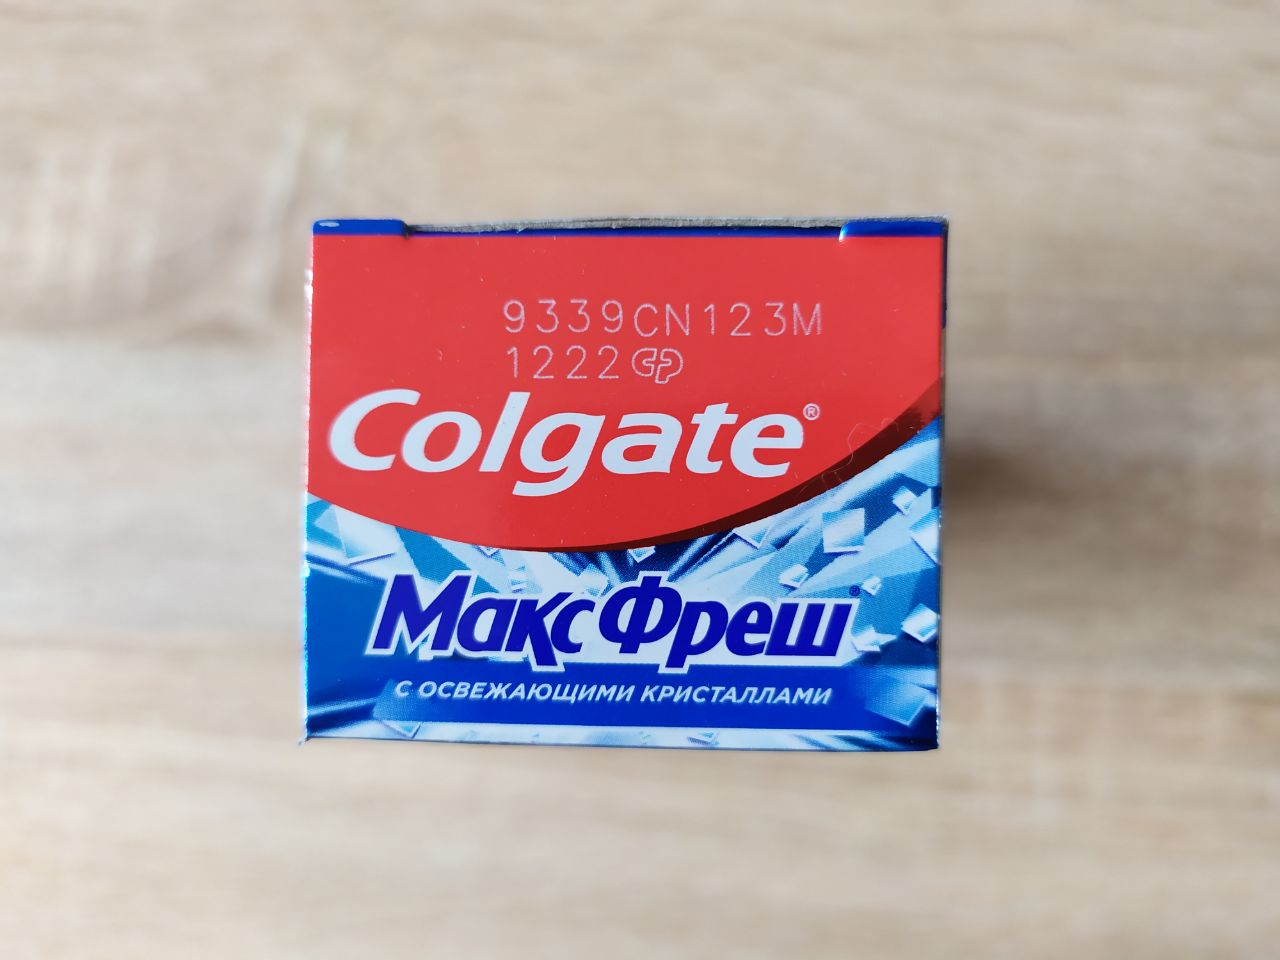 9339CN123M
1222
Colgate®
МаксФреш®
С ОСВЕЖАЮЩИМИ КРИСТАЛЛАМИ